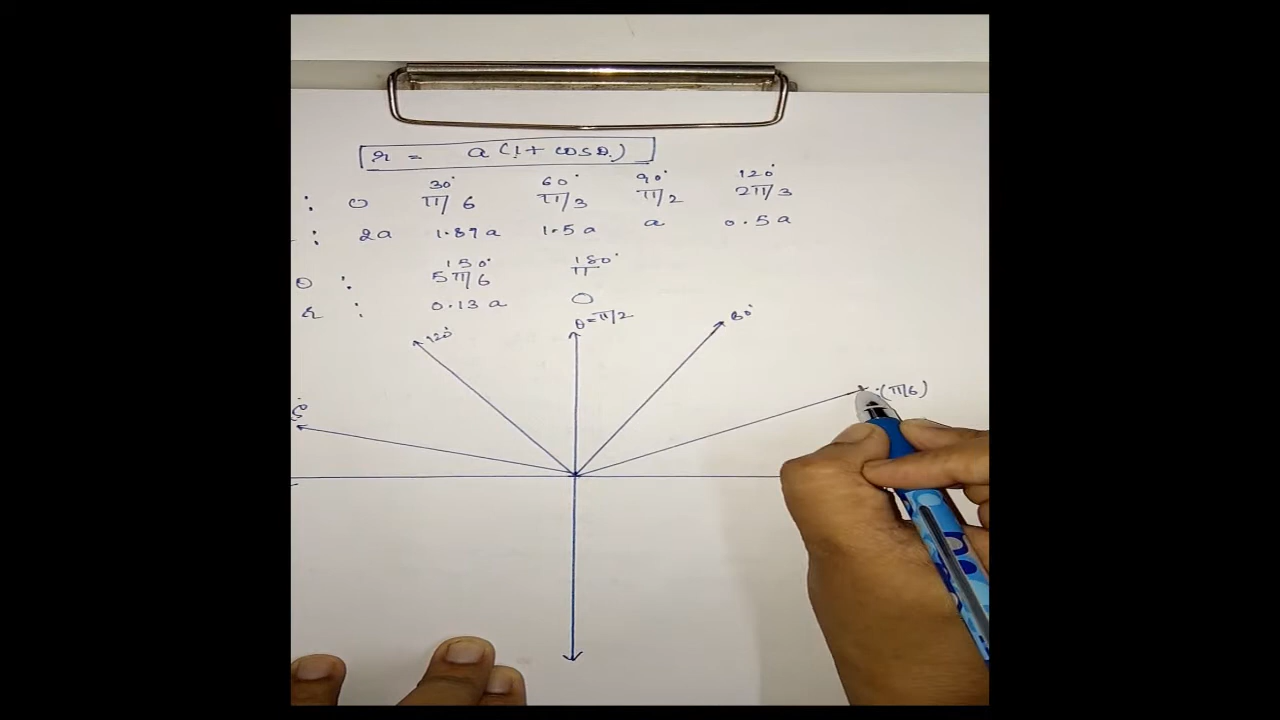 r = a(1+ cosθ.)
30° 60° 90° 120°
: 0 π/6 π/3 π/2 2π/3
: 2a 1.89a 1.5a a 0.5a
150° 180°
θ : 5π/6 π
r : 0.13a 0
θ=π/2
120°
60°
(π/6)